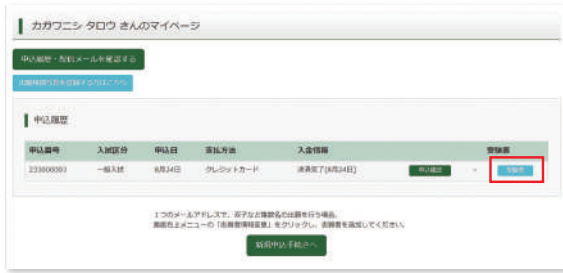 カガワニシ タロウ さんのマイページ
申込履歴・配信メールを確認する
申込履歴
申込番号 入試区分 申込日 支払方法 入金情報 受験票
233000003 一般入試 8月24日 クレジットカード 決済完了[8月24日] 申込確認 - 受験票
1つのメールアドレスで、双子など複数名の出願を行う場合、
画面右上メニューの「志願者情報変更」をクリックし、志願者を追加してください。
新規申込手続きへ